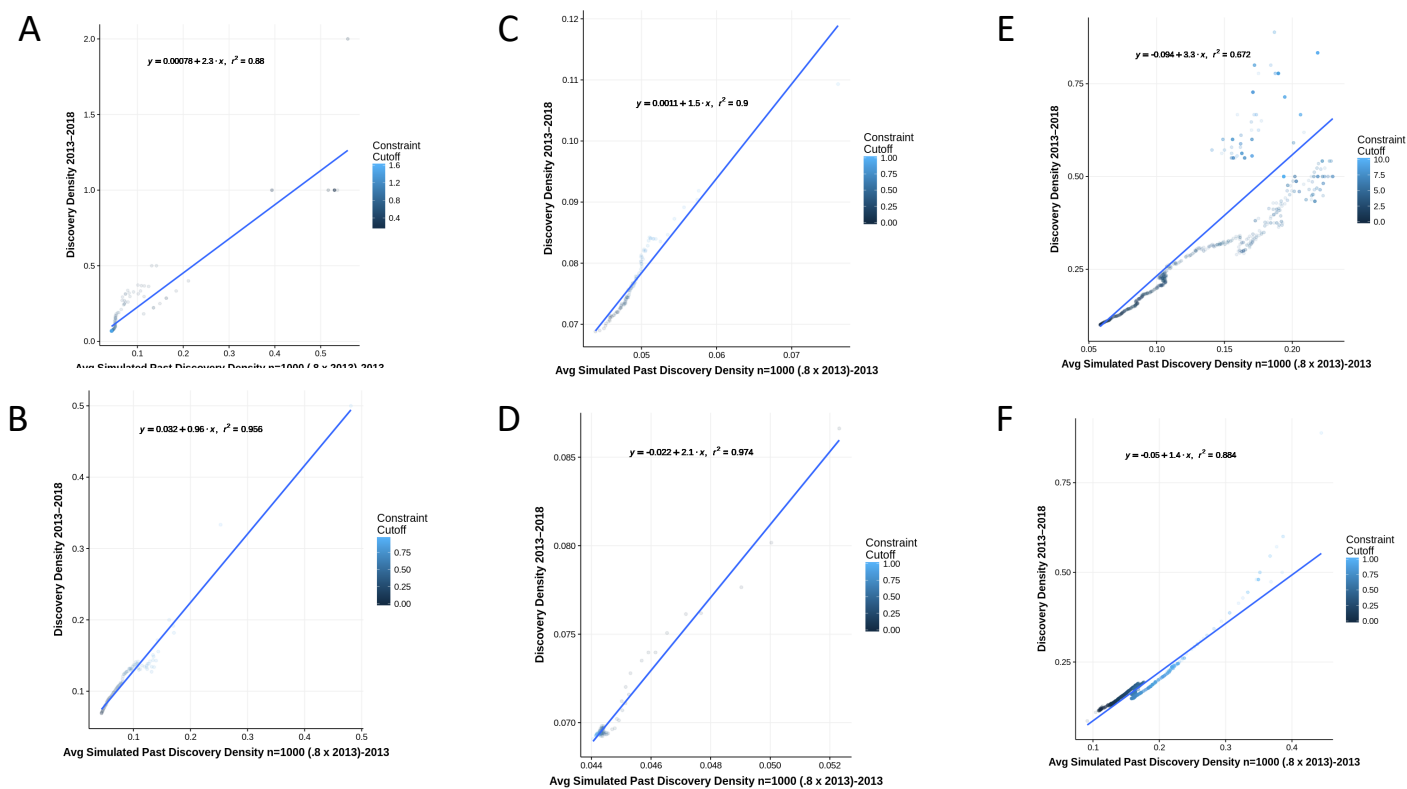 A
2.0
1.5
1.0
0.5
0.0
0.1
0.2
0.3
0.4
0.5
y = 0.00078 + 2.3 · x, r² = 0.88
Discovery Density 2013–2018
Avg Simulated Past Discovery Density n=1000 (.8 x 2013)-2013
Constraint
Cutoff
1.6
1.2
0.8
0.4
C
0.12
0.11
0.10
0.09
0.08
0.07
0.05
0.06
0.07
y = 0.0011 + 1.5 · x, r² = 0.9
Discovery Density 2013–2018
Avg Simulated Past Discovery Density n=1000 (.8 x 2013)-2013
Constraint
Cutoff
1.00
0.75
0.50
0.25
0.00
E
0.75
0.50
0.25
0.05
0.10
0.15
0.20
y = -0.094 + 3.3 · x, r² = 0.672
Discovery Density 2013–2018
Avg Simulated Past Discovery Density n=1000 (.8 x 2013)-2013
Constraint
Cutoff
10.0
7.5
5.0
2.5
0.0
B
0.5
0.4
0.3
0.2
0.1
0.1
0.2
0.3
0.4
0.5
y = 0.032 + 0.96 · x, r² = 0.956
Discovery Density 2013–2018
Avg Simulated Past Discovery Density n=1000 (.8 x 2013)-2013
Constraint
Cutoff
0.75
0.50
0.25
0.00
D
0.085
0.080
0.075
0.070
0.044
0.046
0.048
0.050
0.052
y = -0.022 + 2.1 · x, r² = 0.974
Discovery Density 2013–2018
Avg Simulated Past Discovery Density n=1000 (.8 x 2013)-2013
Constraint
Cutoff
1.00
0.75
0.50
0.25
0.00
F
0.75
0.50
0.25
0.1
0.2
0.3
0.4
y = -0.05 + 1.4 · x, r² = 0.884
Discovery Density 2013–2018
Avg Simulated Past Discovery Density n=1000 (.8 x 2013)-2013
Constraint
Cutoff
1.00
0.75
0.50
0.25
0.00